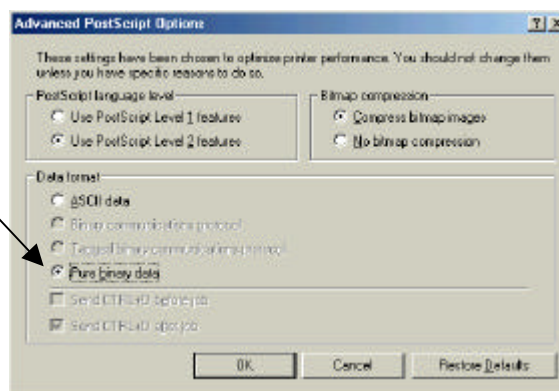 Advanced PostScript Options
These settings have been chosen to optimize printer performance. You should not change them
unless you have specific reasons to do so.
PostScript language level
Use PostScript Level 1 features
Use PostScript Level 2 features
Bitmap compression
Compress bitmap images
No bitmap compression
Data format
ASCII data
Binary communications protocol
Tagged binary communications protocol
Pure binary data
Send CTRL+D before job
Send CTRL+D after job
OK
Cancel
Restore Defaults